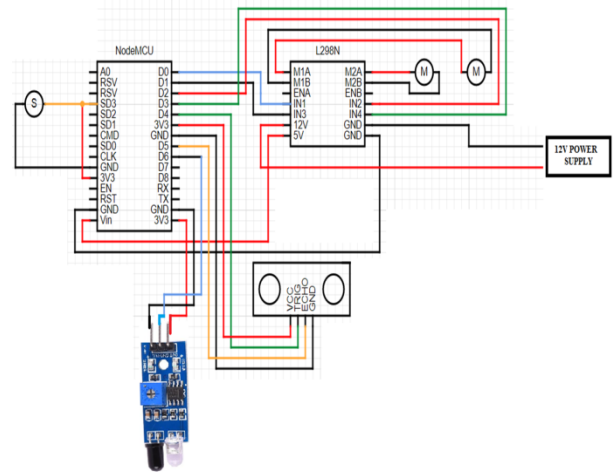 NodeMCU
A0
RSV
RSV
SD3
SD2
SD1
CMD
SD0
CLK
GND
3V3
EN
RST
GND
Vin
D0
D1
D2
D3
D4
3V3
GND
D5
D6
D7
D8
RX
TX
GND
3V3
S
L298N
M1A
M1B
ENA
IN1
IN3
12V
5V
M2A
M2B
ENB
IN2
IN4
GND
GND
M
M
12V POWER
SUPPLY
VCC
TRIG
ECHO
GND